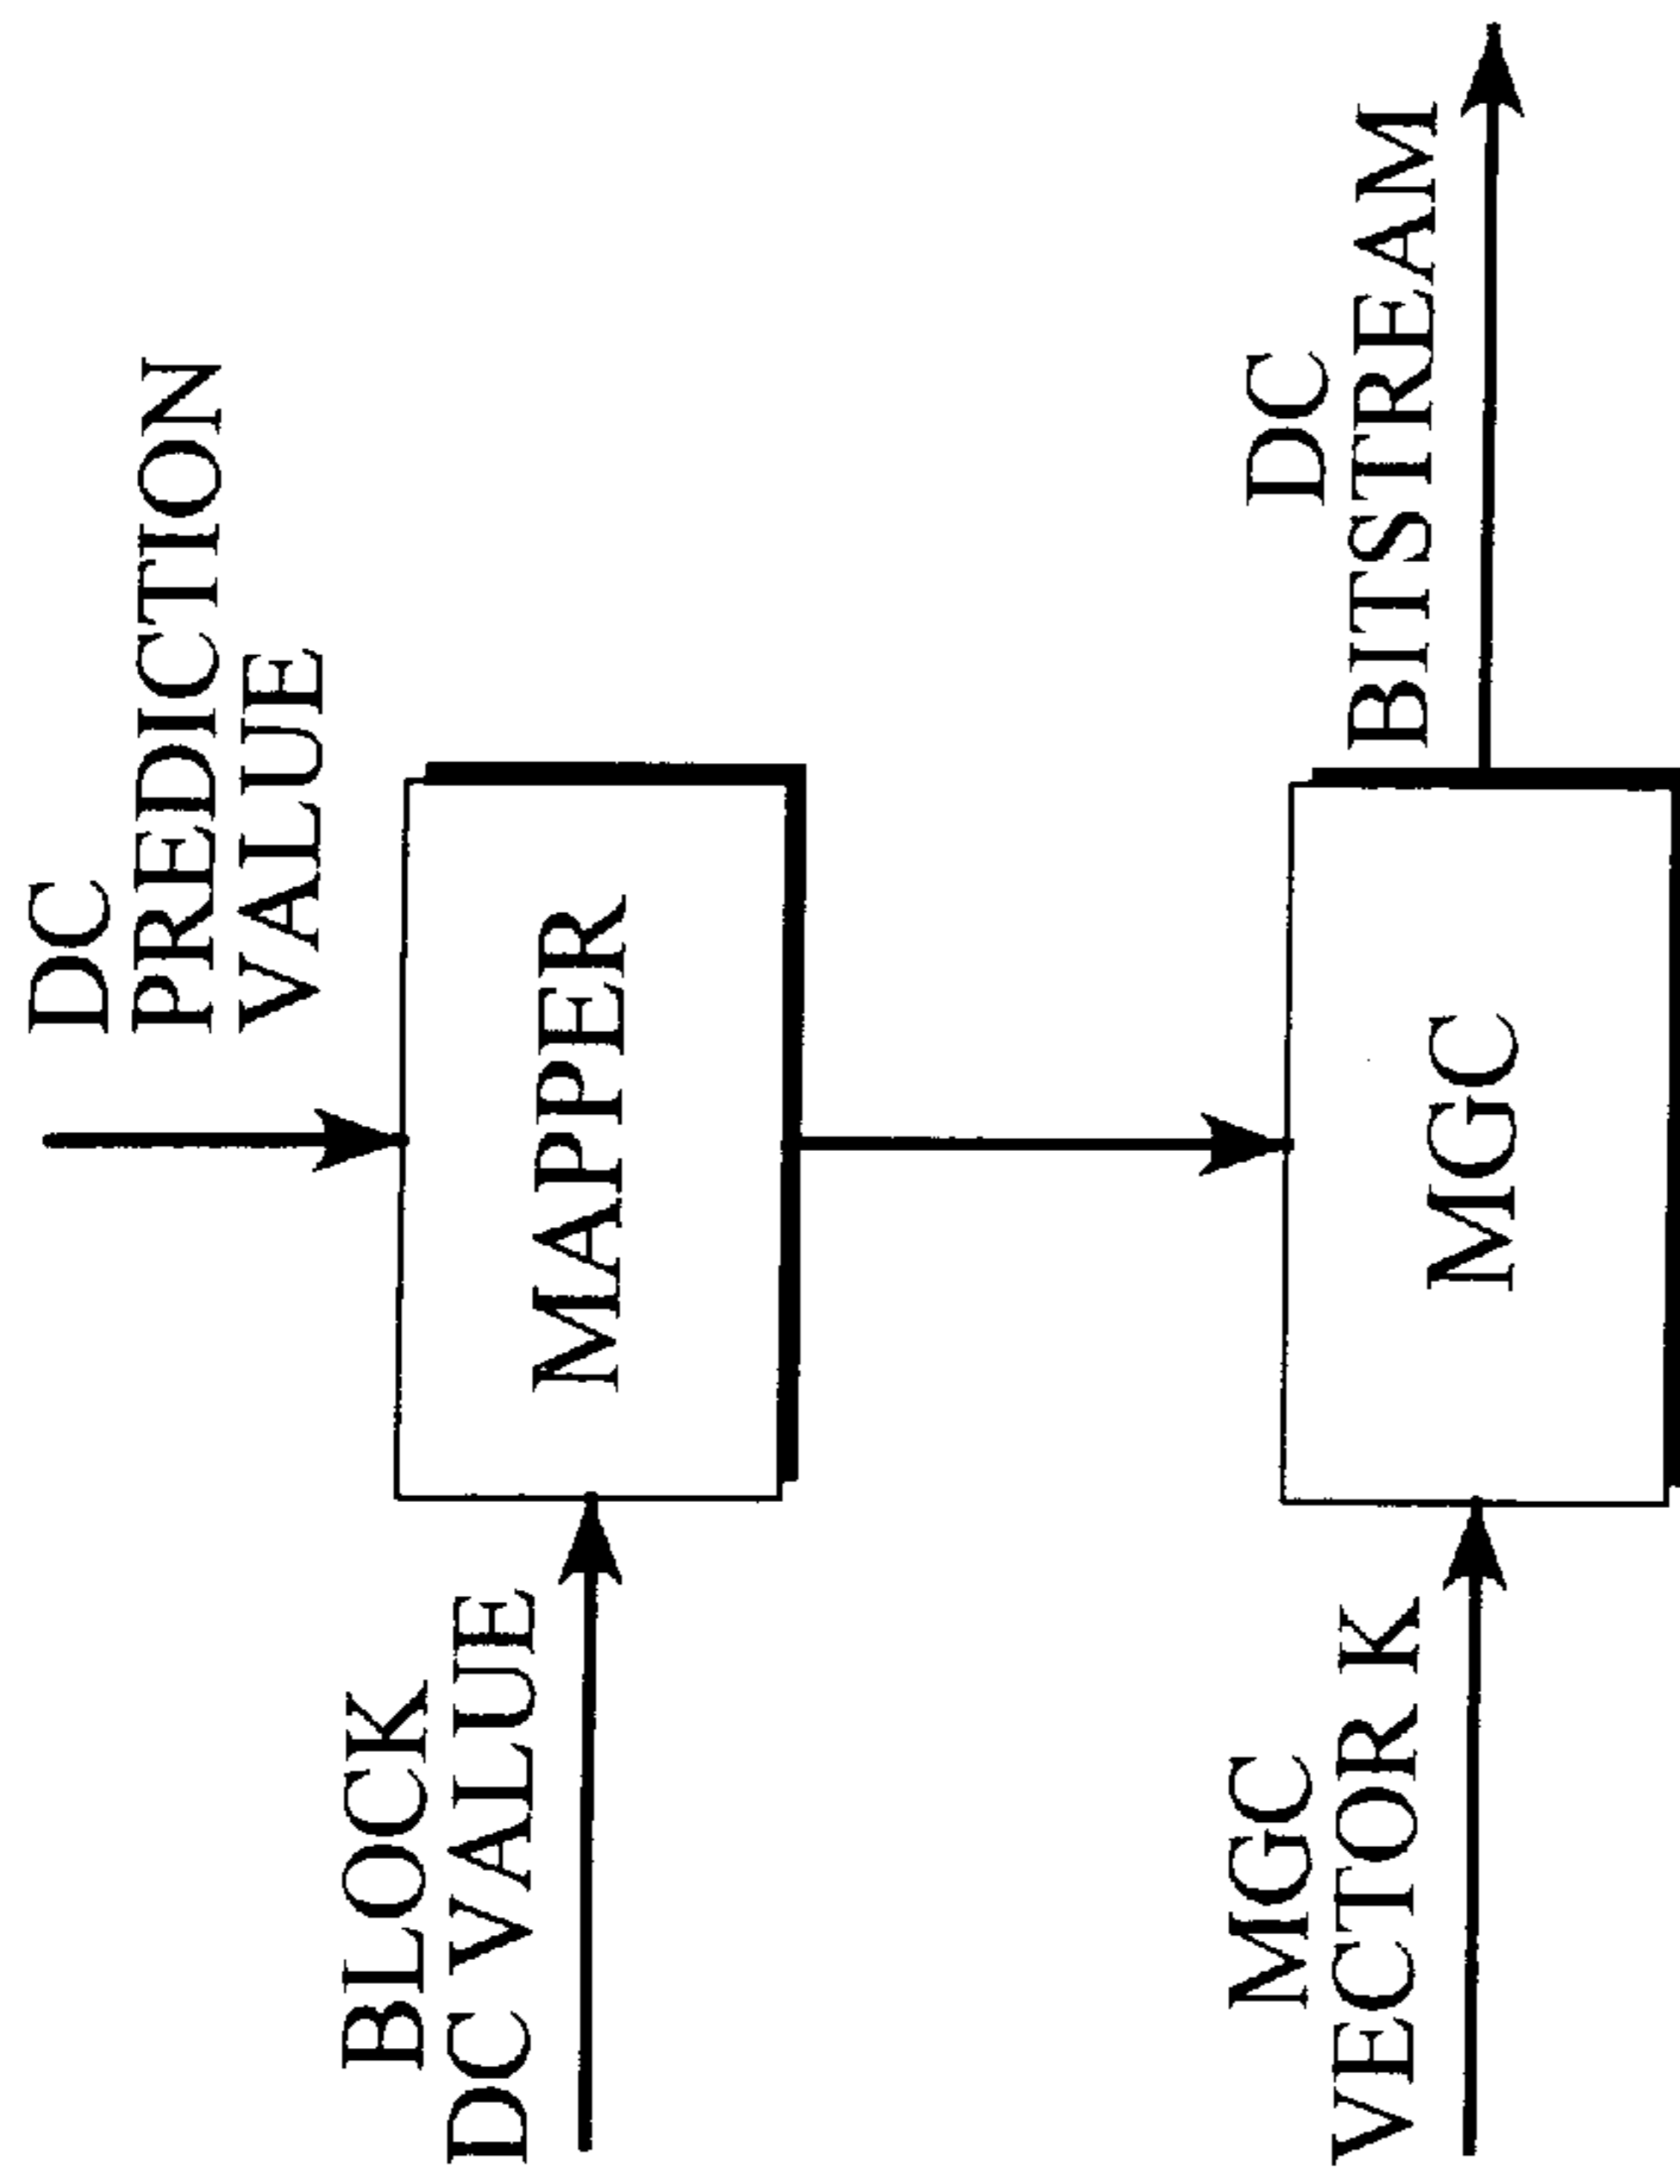 DC
PREDICTION
VALUE
BLOCK
DC VALUE
MAPPER
MGC
VECTOR K
MGC
DC
BITSTREAM